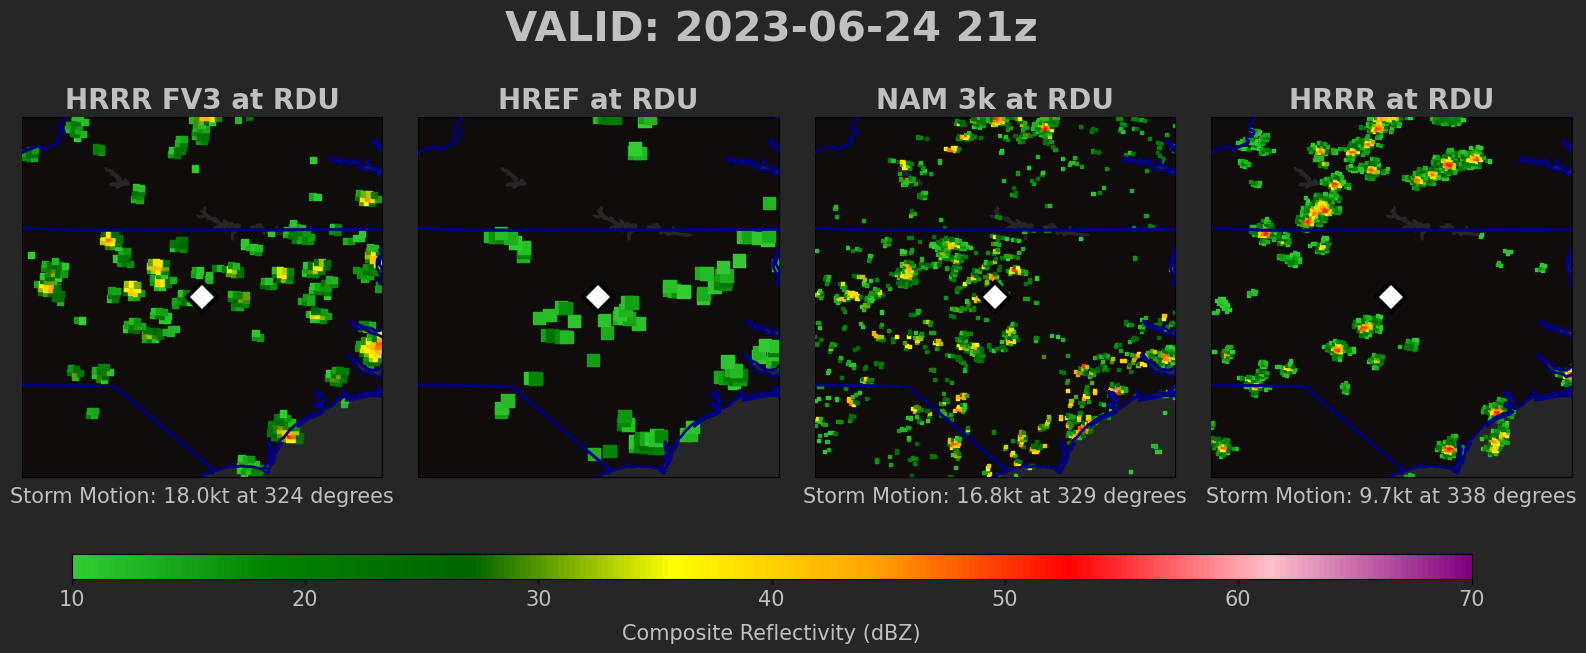 VALID: 2023-06-24 21z
HRRR FV3 at RDU
HREF at RDU
NAM 3k at RDU
HRRR at RDU
Storm Motion: 18.0kt at 324 degrees
Storm Motion: 16.8kt at 329 degrees
Storm Motion: 9.7kt at 338 degrees
10 20 30 40 50 60 70
Composite Reflectivity (dBZ)